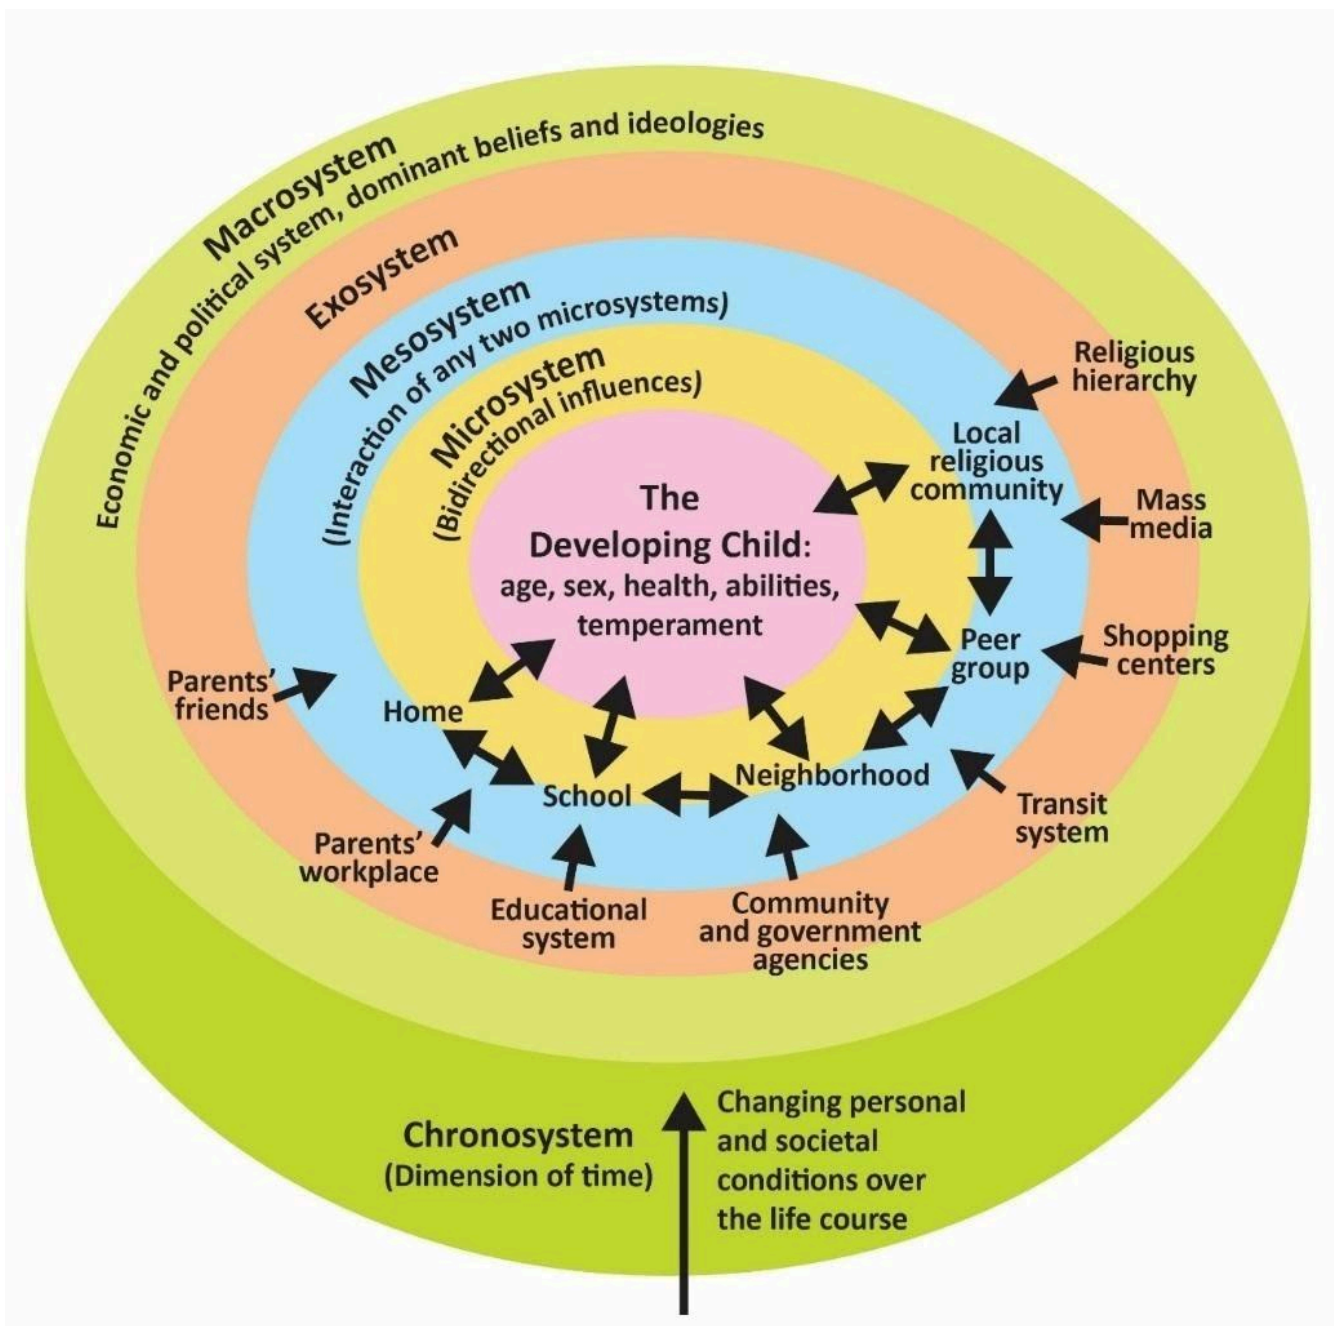 Macrosystem
Economic and political system, dominant beliefs and ideologies
Exosystem
Mesosystem
(Interaction of any two microsystems)
Microsystem
(Bidirectional influences)
The
Developing Child:
age, sex, health, abilities,
temperament
Religious
hierarchy
Local
religious
community
Mass
media
Peer
group
Shopping
centers
Parents’
friends
Home
School
Neighborhood
Transit
system
Parents’
workplace
Educational
system
Community
and government
agencies
Chronosystem
(Dimension of time)
Changing personal
and societal
conditions over
the life course